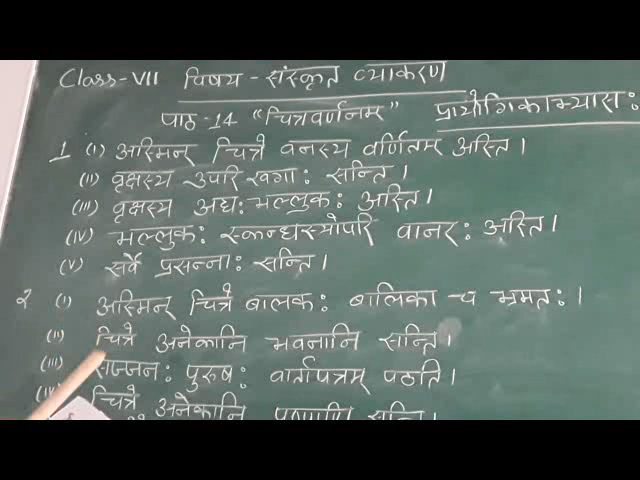 Class-VII विषय - संस्कृत व्याकरण
पाठ-14 "चित्रवर्णनम्" प्रायोगिकाभ्यास:
1 (i) अस्मिन् चित्रे वनस्य वर्णितम् अस्ति।
(ii) वृक्षस्य उपरि खगा: सन्ति।
(iii) वृक्षस्य अध: भल्लुक: अस्ति।
(iv) भल्लुक: स्कन्धस्योपरि वानर: अस्ति।
(v) सर्वे प्रसन्ना: सन्ति।
2 (i) अस्मिन् चित्रे बालक: बालिका च भ्रमत:।
(ii) चित्रे अनेकानि भवनानि सन्ति।
(iii) सज्जन: पुरुष: वार्तापत्रम् पठति।
(iv) चित्रे अनेकानि सन्ति।